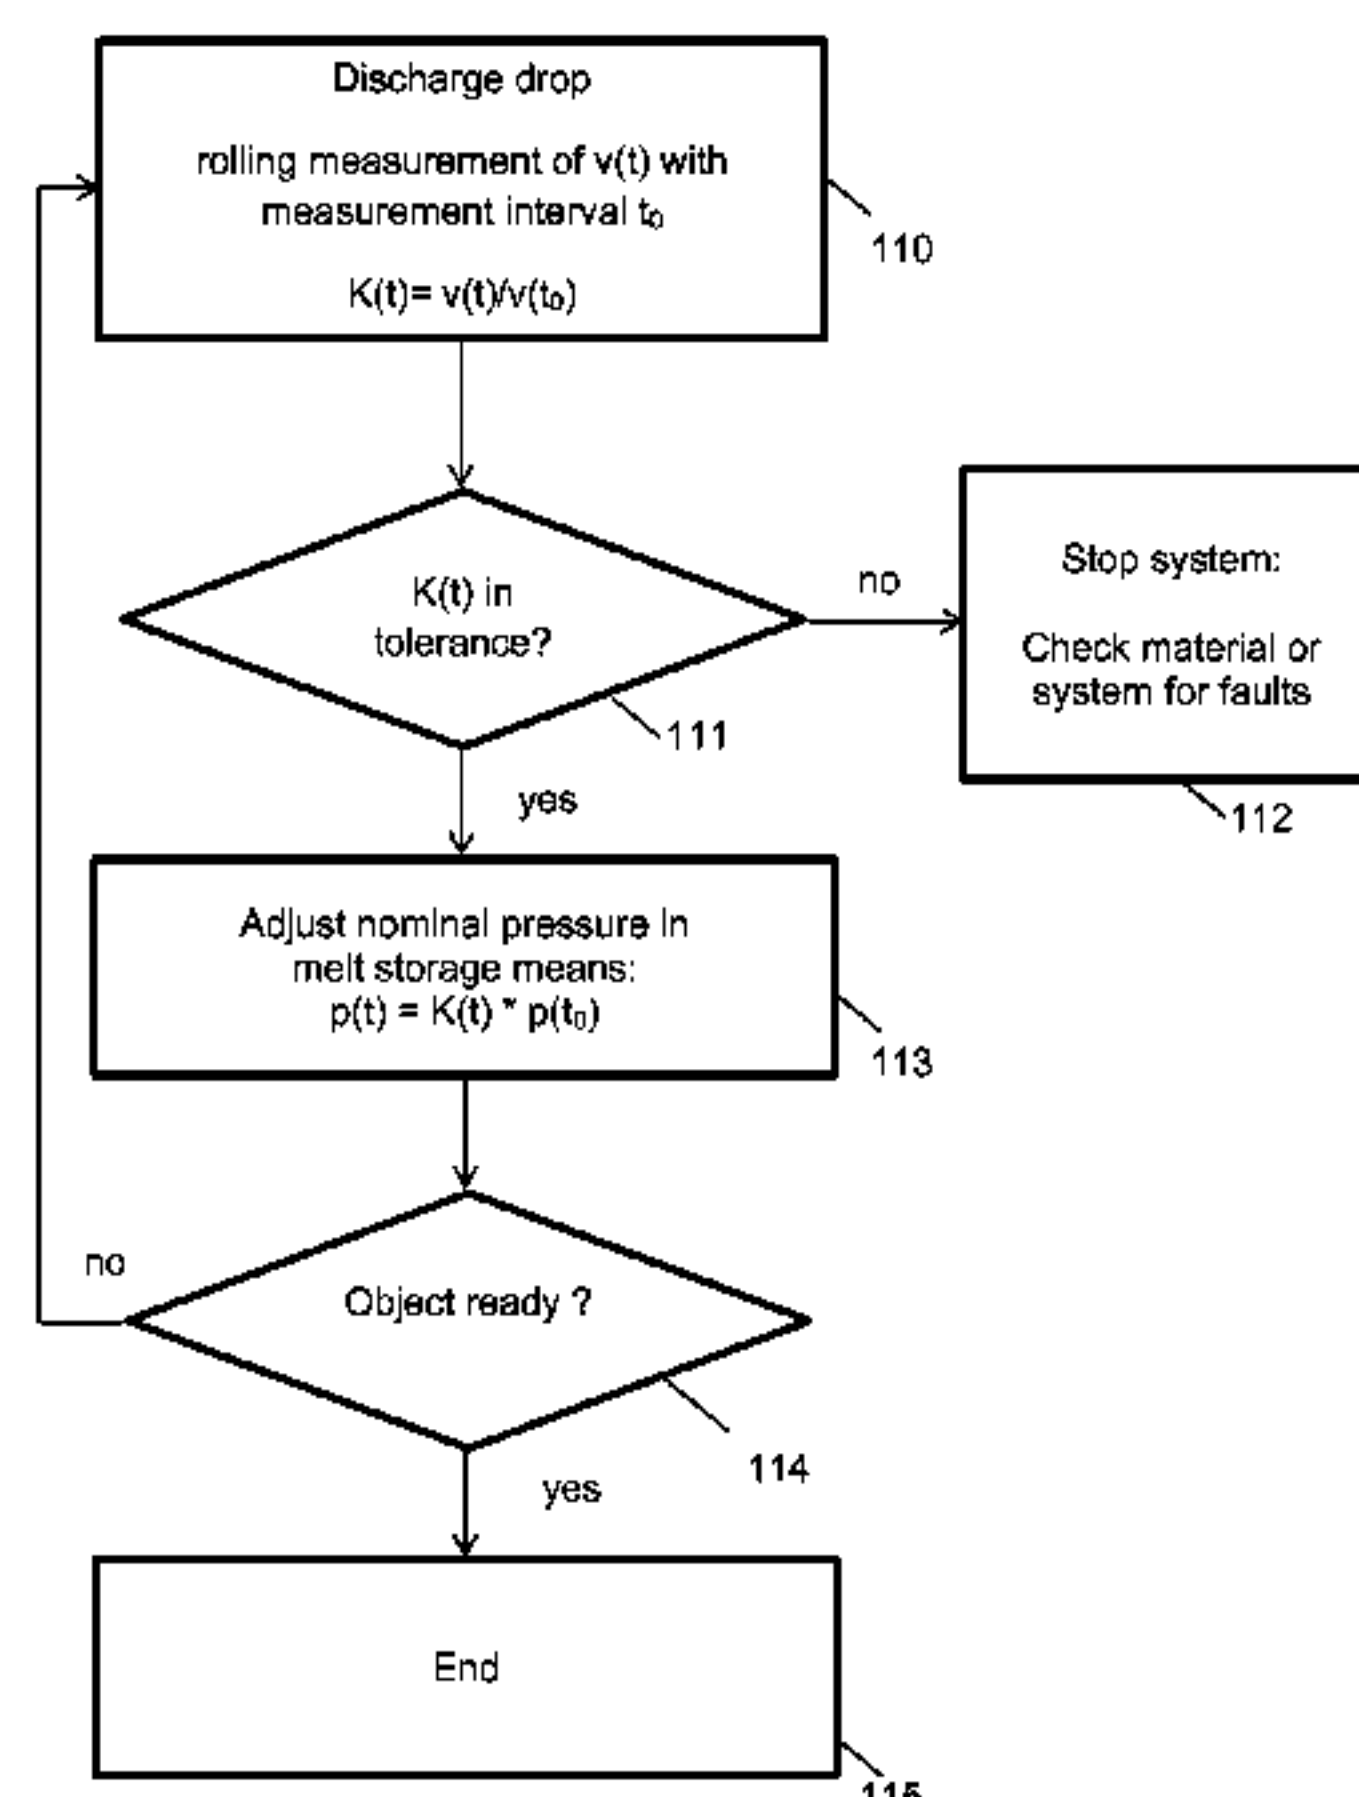 Discharge drop
rolling measurement of v(t) with
measurement interval t₀
K(t)= v(t)/v(t₀)
110
K(t) in
tolerance?
no
Stop system:
Check material or
system for faults
111
112
yes
Adjust nominal pressure in
melt storage means:
p(t) = K(t) * p(t₀)
113
no
Object ready ?
114
yes
End
115